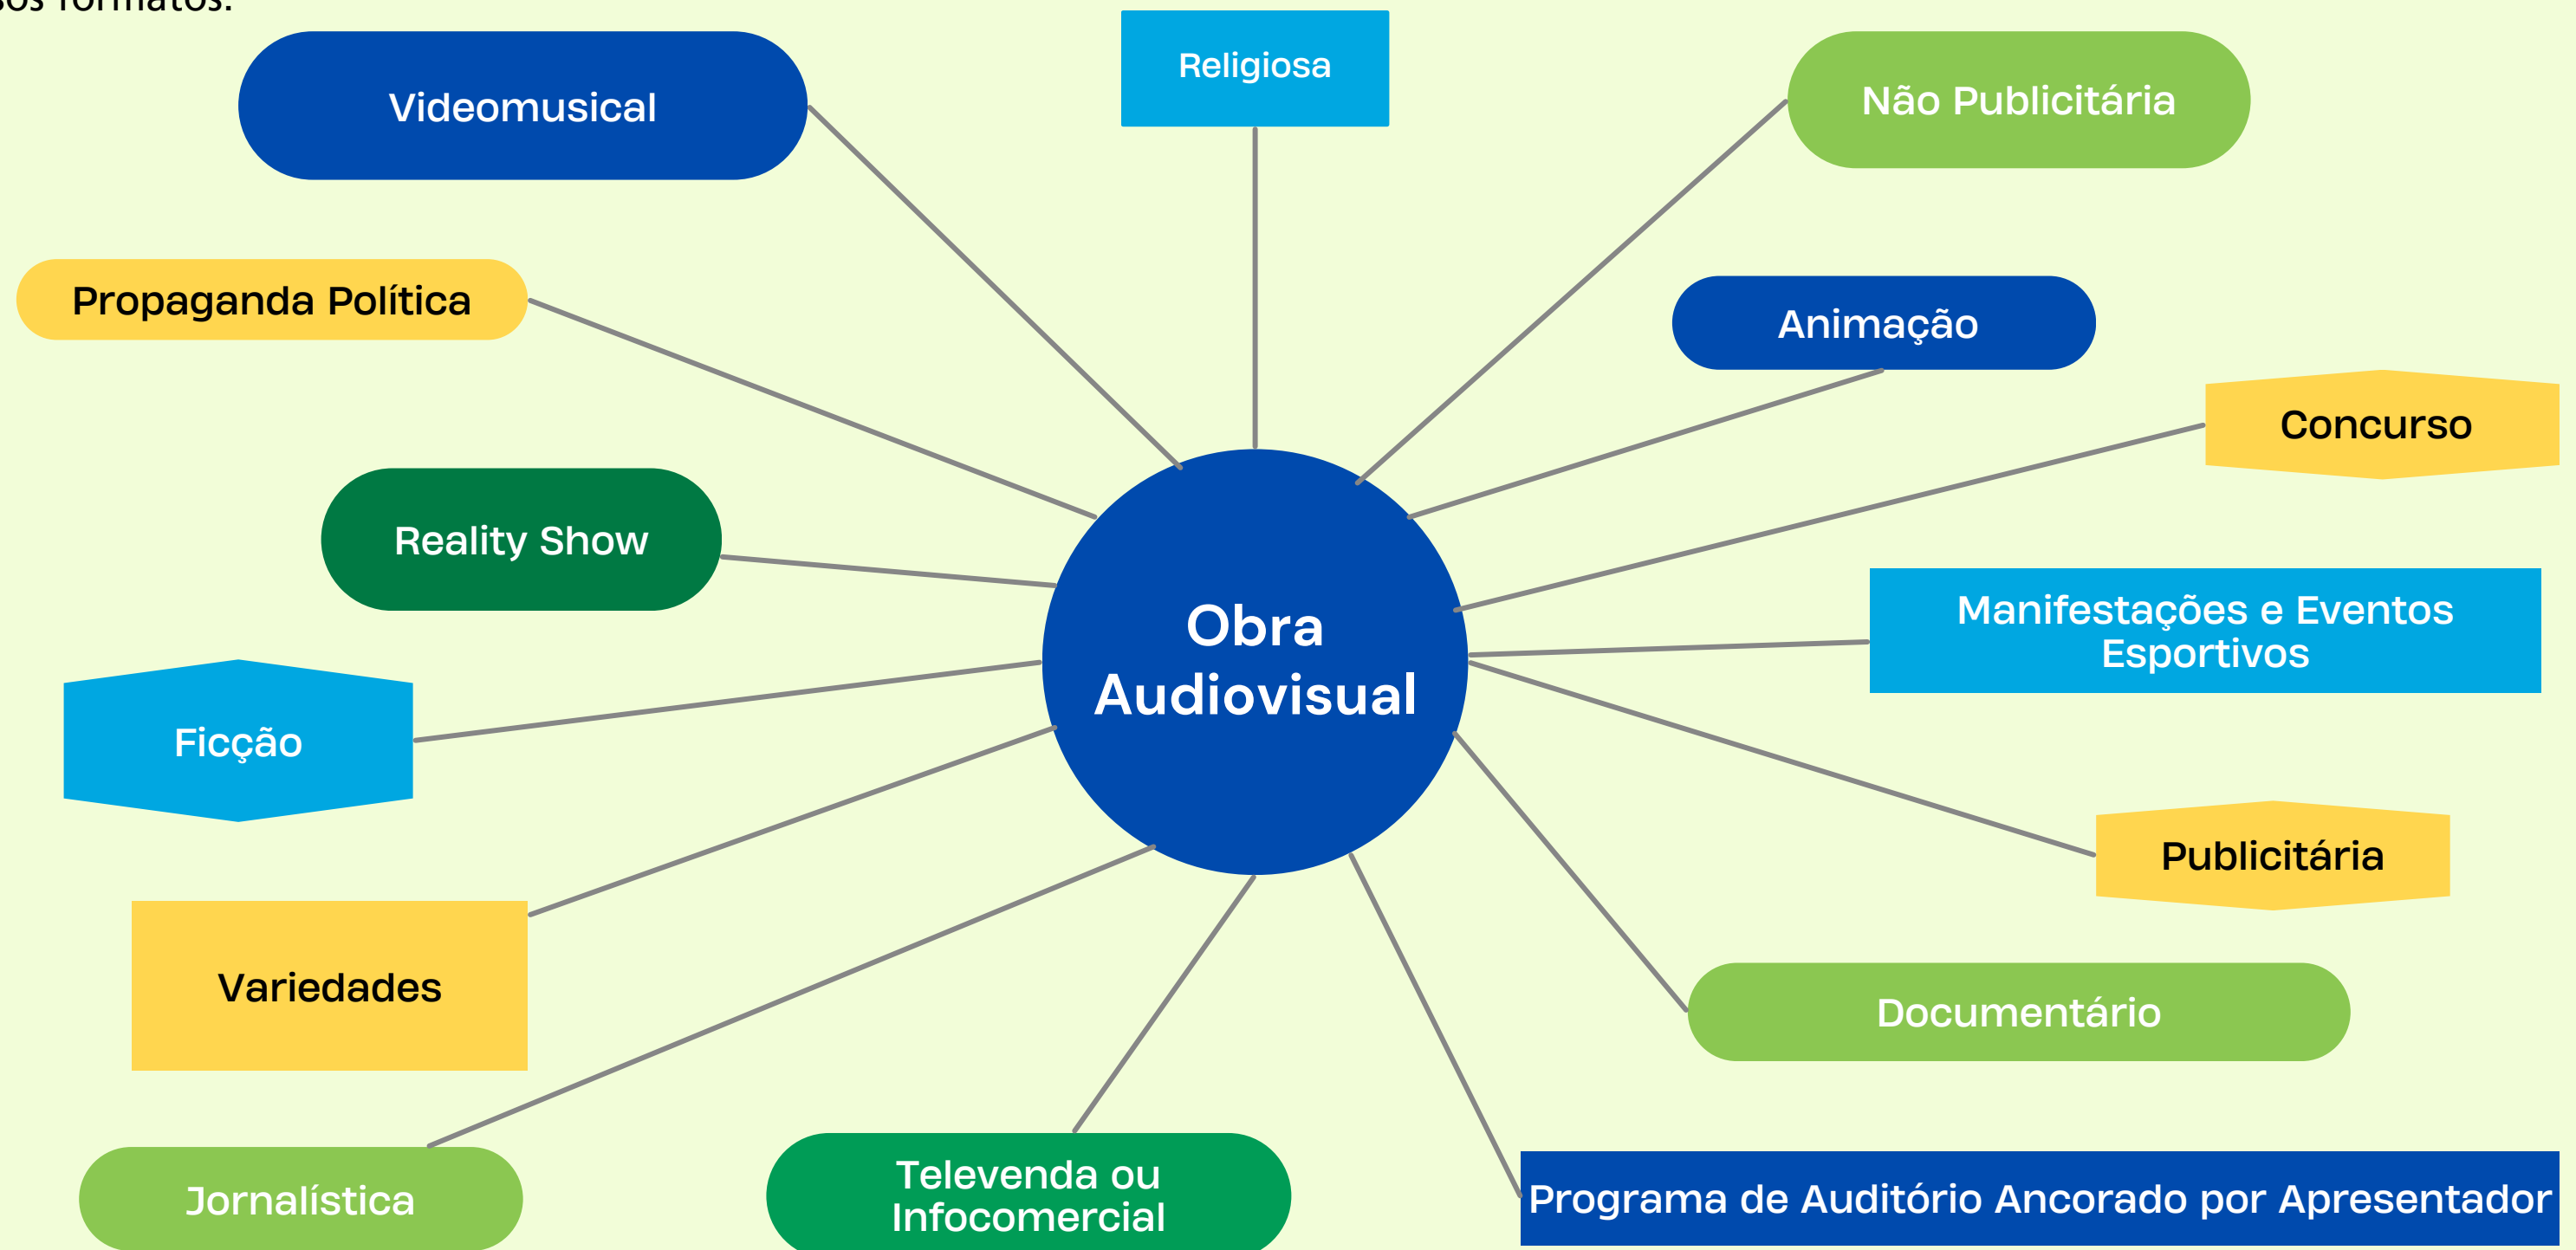 formatos.
Videomusical
Religiosa
Não Publicitária
Propaganda Política
Animação
Concurso
Reality Show
Obra
Audiovisual
Manifestações e Eventos
Esportivos
Ficção
Publicitária
Variedades
Documentário
Jornalística
Televenda ou
Infocomercial
Programa de Auditório Ancorado por Apresentador